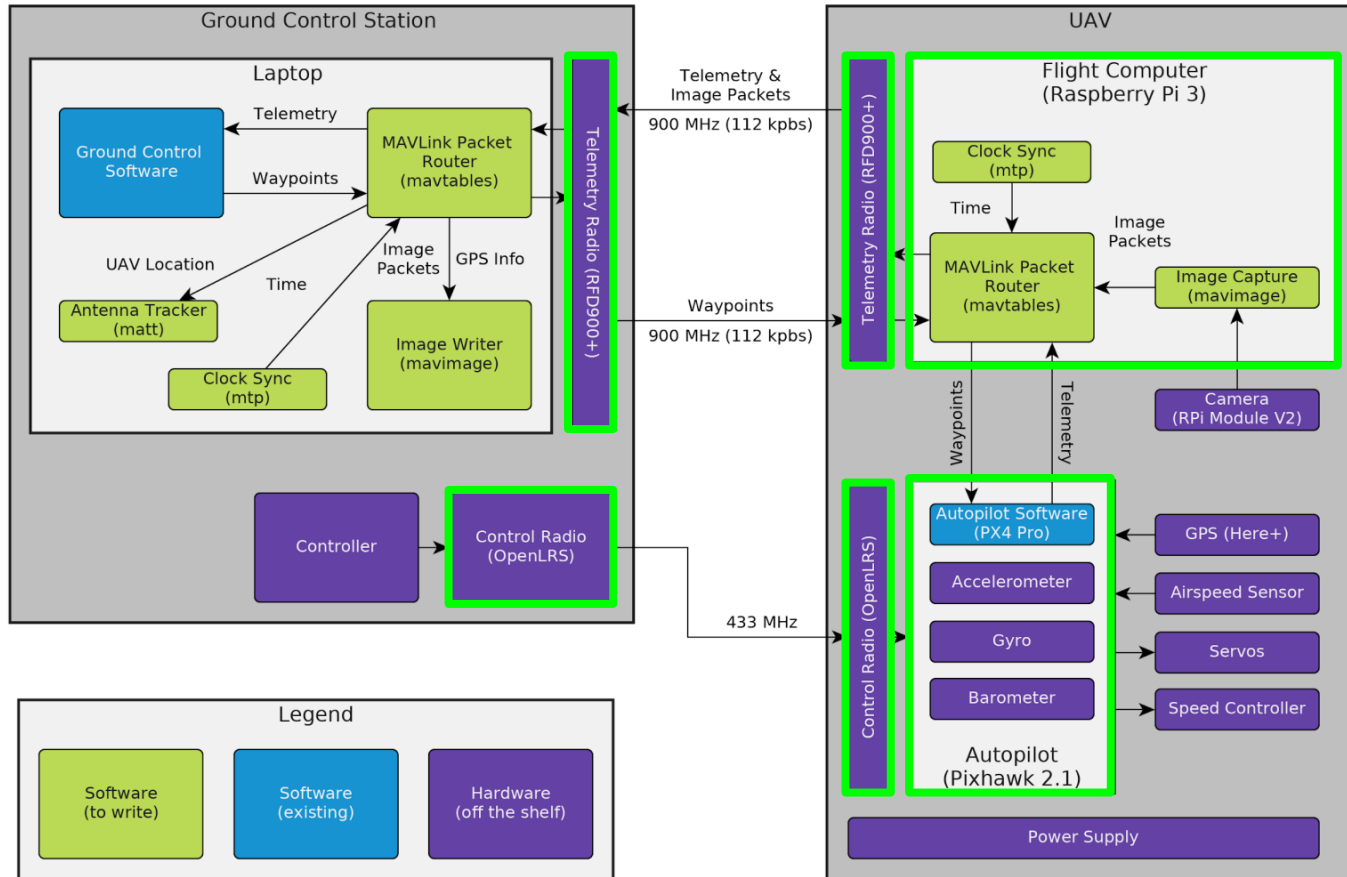 Ground Control Station
Laptop
Telemetry
Ground Control
Software
Waypoints
MAVLink Packet
Router
(mavtables)
UAV Location
Time
Image
Packets
GPS Info
Antenna Tracker
(matt)
Clock Sync
(mtp)
Image Writer
(mavimage)
Telemetry Radio (RFD900+)
Controller
Control Radio
(OpenLRS)
Telemetry &
Image Packets
900 MHz (112 kpbs)
Waypoints
900 MHz (112 kpbs)
433 MHz
UAV
Telemetry Radio (RFD900+)
Flight Computer
(Raspberry Pi 3)
Clock Sync
(mtp)
Time
Image
Packets
MAVLink Packet
Router
(mavtables)
Image Capture
(mavimage)
Camera
(RPi Module V2)
Waypoints
Telemetry
Control Radio (OpenLRS)
Autopilot Software
(PX4 Pro)
Accelerometer
Gyro
Barometer
Autopilot
(Pixhawk 2.1)
GPS (Here+)
Airspeed Sensor
Servos
Speed Controller
Power Supply
Legend
Software
(to write)
Software
(existing)
Hardware
(off the shelf)